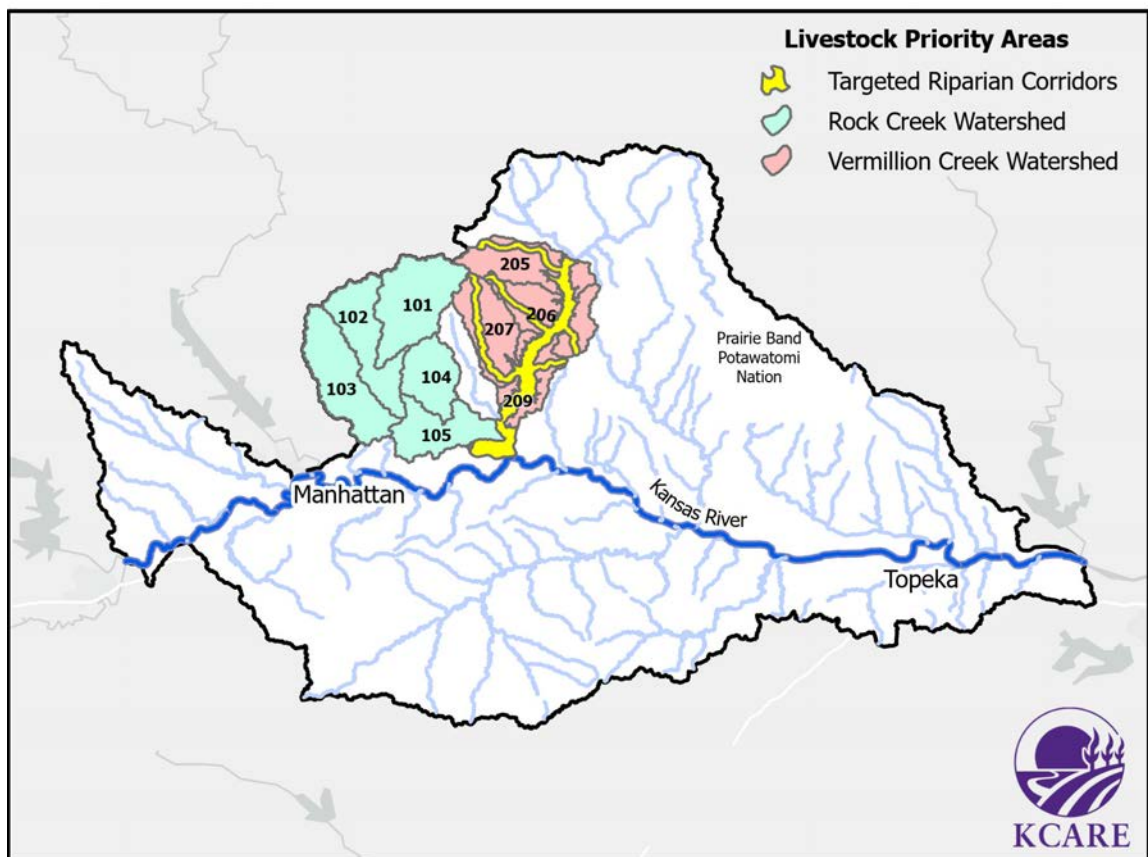 Livestock Priority Areas
Targeted Riparian Corridors
Rock Creek Watershed
Vermillion Creek Watershed
205
101
102
206
207
Prairie Band
Potawatomi
Nation
103
104
209
105
Manhattan
Kansas River
Topeka
KCARE